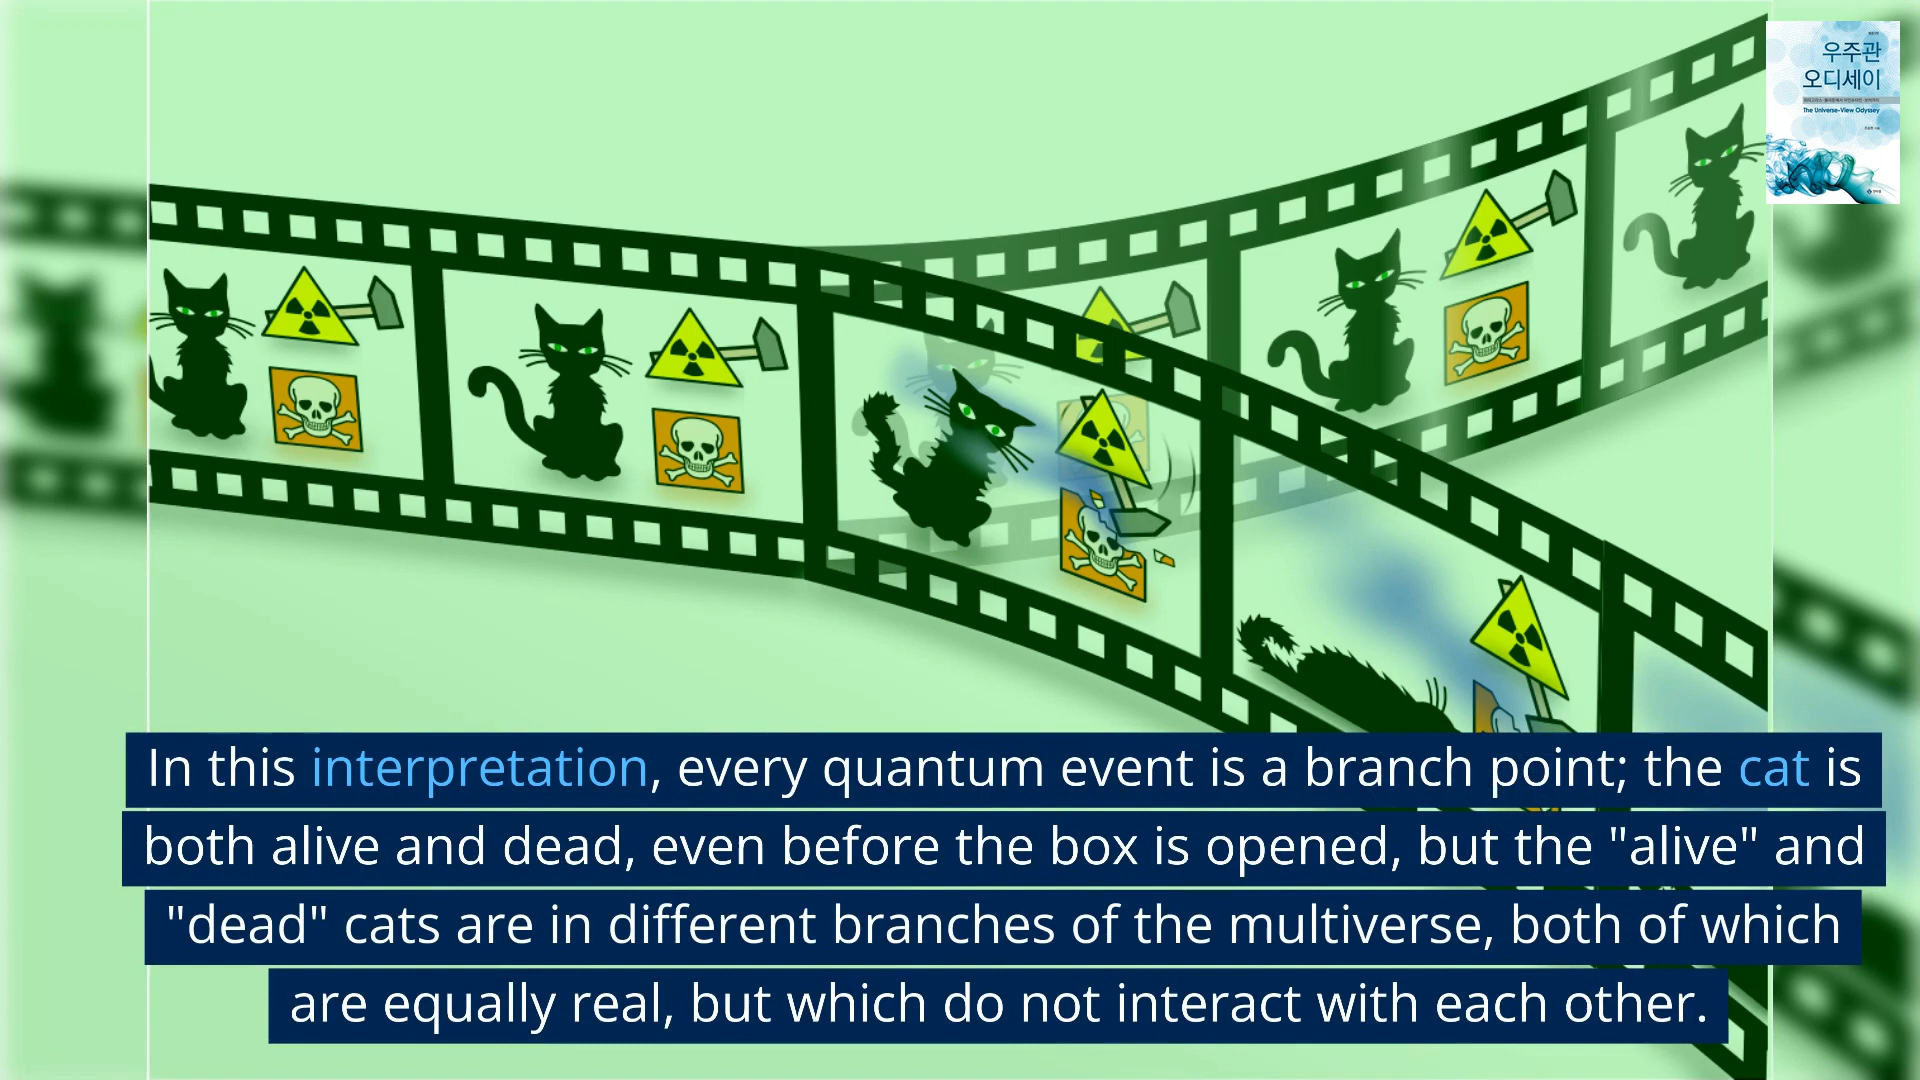 우주관
오디세이
The Universe-View Odyssey
In this interpretation, every quantum event is a branch point; the cat is
both alive and dead, even before the box is opened, but the "alive" and
"dead" cats are in different branches of the multiverse, both of which
are equally real, but which do not interact with each other.